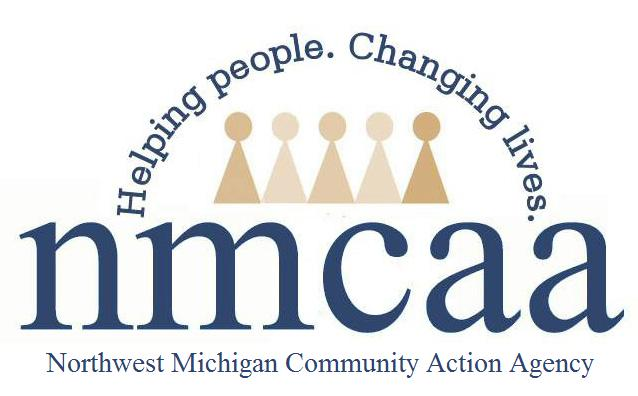 Helping people. Changing lives.
nmcaa
Northwest Michigan Community Action Agency